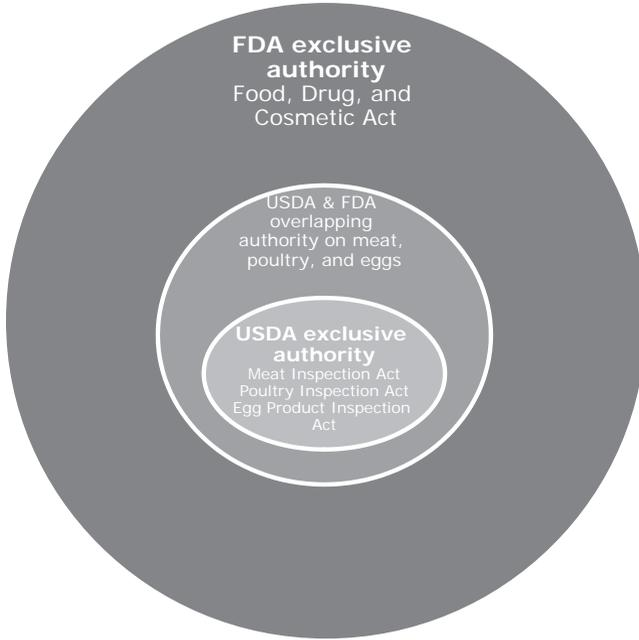 FDA exclusive
authority
Food, Drug, and
Cosmetic Act
USDA & FDA
overlapping
authority on meat,
poultry, and eggs
USDA exclusive
authority
Meat Inspection Act
Poultry Inspection Act
Egg Product Inspection
Act